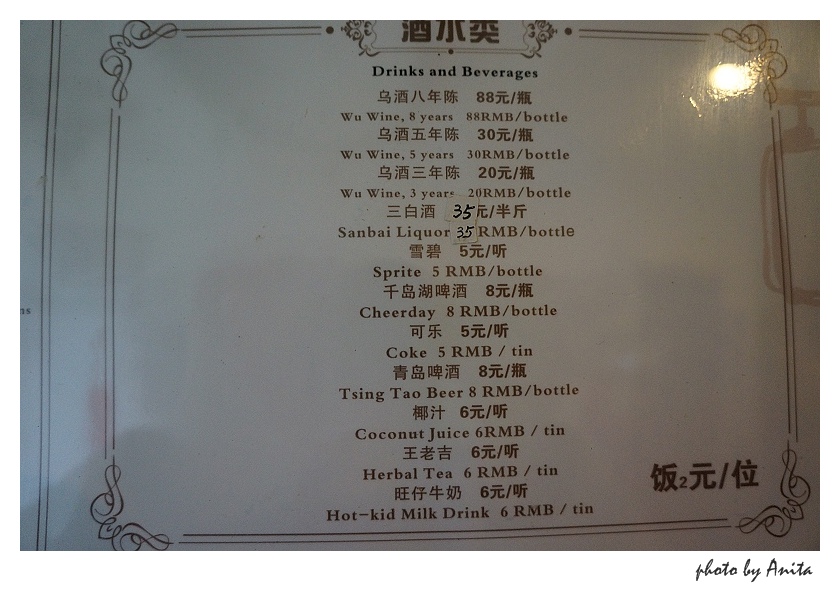 酒水类
Drinks and Beverages
乌酒八年陈 88元/瓶
Wu Wine, 8 years 88RMB/bottle
乌酒五年陈 30元/瓶
Wu Wine, 5 years 30RMB/bottle
乌酒三年陈 20元/瓶
Wu Wine, 3 years 20RMB/bottle
三白酒 35元/半斤
Sanbai Liquor 35 RMB/bottle
雪碧 5元/听
Sprite 5 RMB/bottle
千岛湖啤酒 8元/瓶
Cheerday 8 RMB/bottle
可乐 5元/听
Coke 5 RMB / tin
青岛啤酒 8元/瓶
Tsing Tao Beer 8 RMB/bottle
椰汁 6元/听
Coconut Juice 6RMB / tin
王老吉 6元/听
Herbal Tea 6 RMB / tin
旺仔牛奶 6元/听
Hot-kid Milk Drink 6 RMB / tin
饭2元/位
photo by Anita